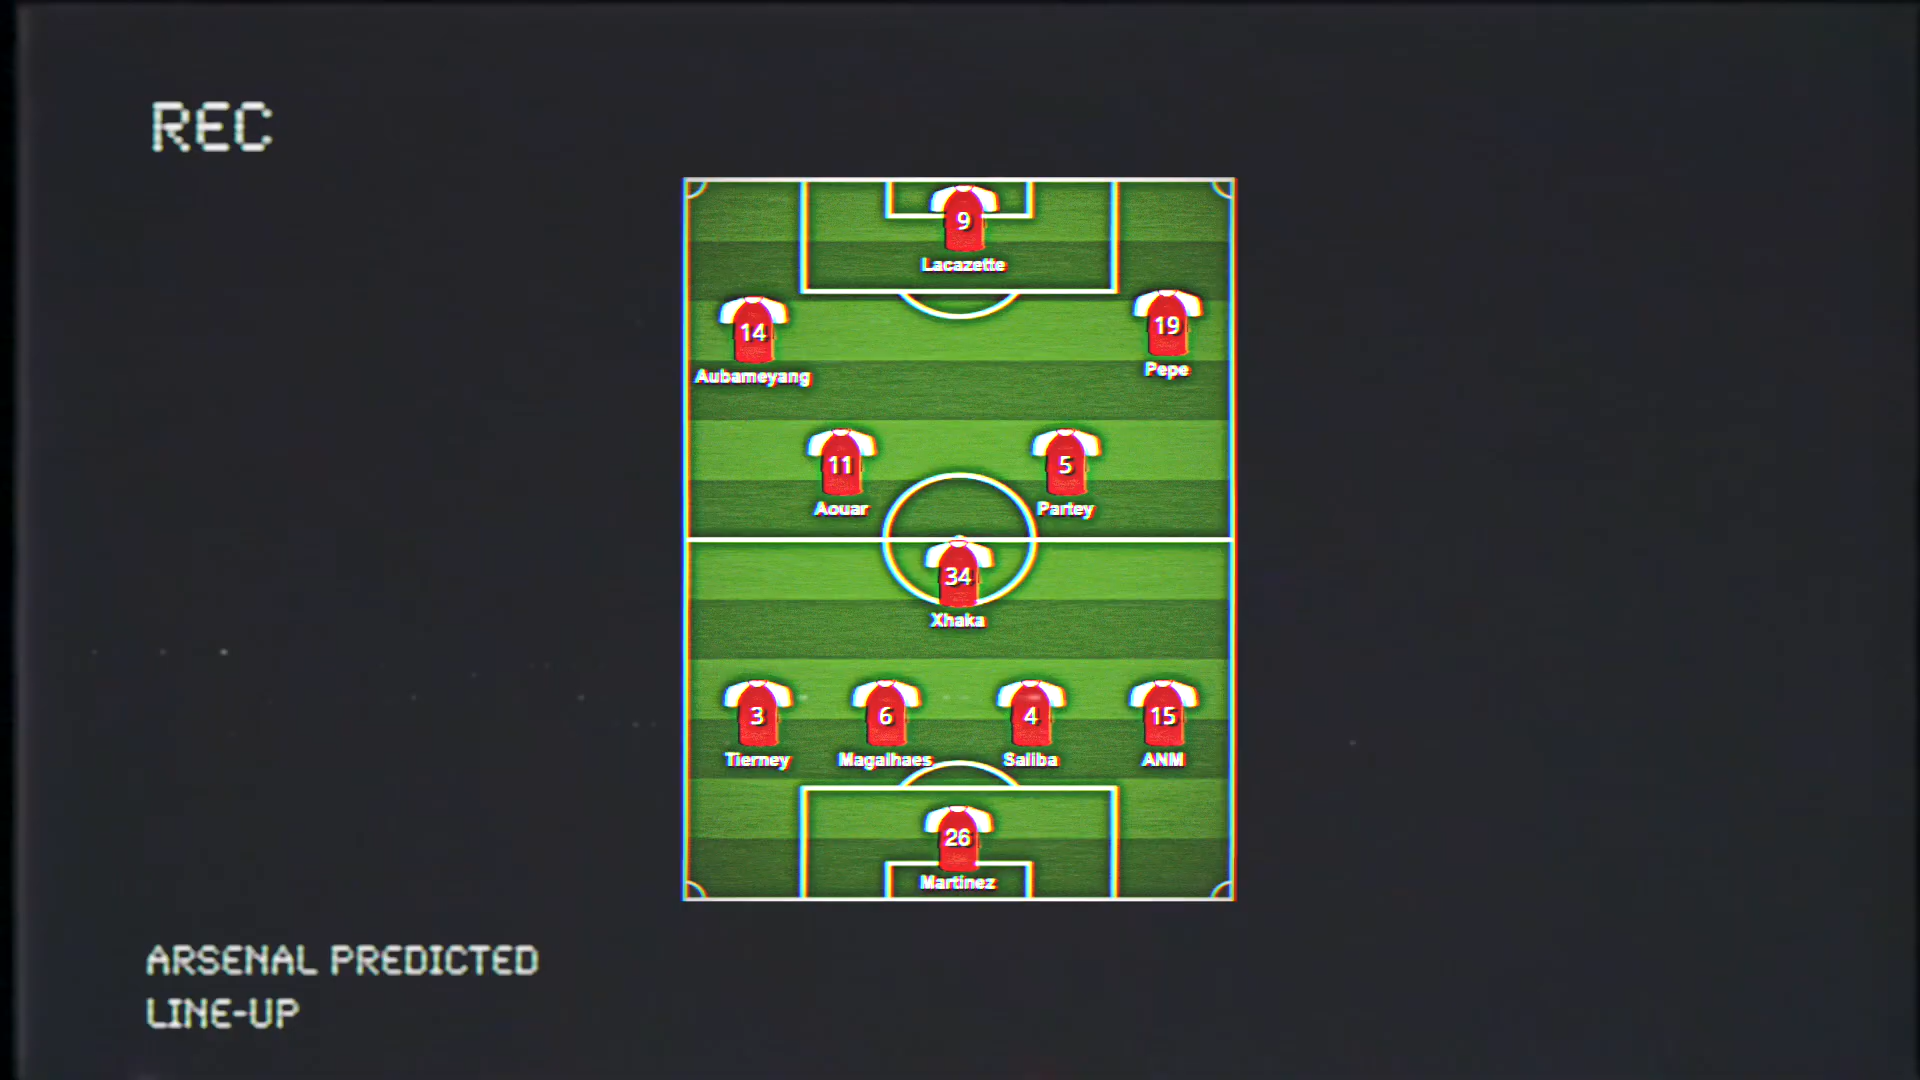 REC
9
Lacazette
14
19
Aubameyang
Pepe
11
5
Aouar
Partey
34
Xhaka
3
6
4
15
Tierney
Magalhaes
Saliba
ANM
26
Martinez
ARSENAL PREDICTED
LINE-UP